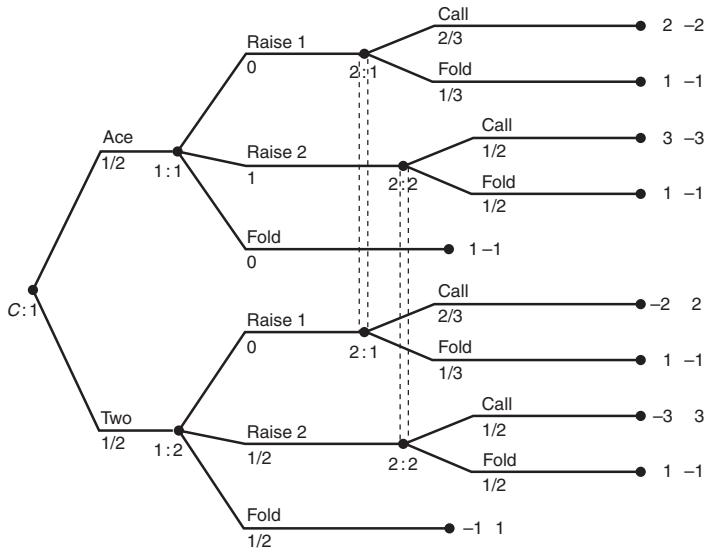 Call
2 −2
Raise 1
2/3
0
2:1
Fold
1 −1
1/3
Call
3 −3
Ace
Raise 2
1/2
1/2
1:1
1
2:2
Fold
1 −1
1/2
Fold
1 −1
0
C:1
Call
−2 2
Raise 1
2/3
0
2:1
Fold
1 −1
1/3
Call
−3 3
Two
Raise 2
1/2
1/2
1:2
1/2
2:2
Fold
1 −1
1/2
Fold
−1 1
1/2